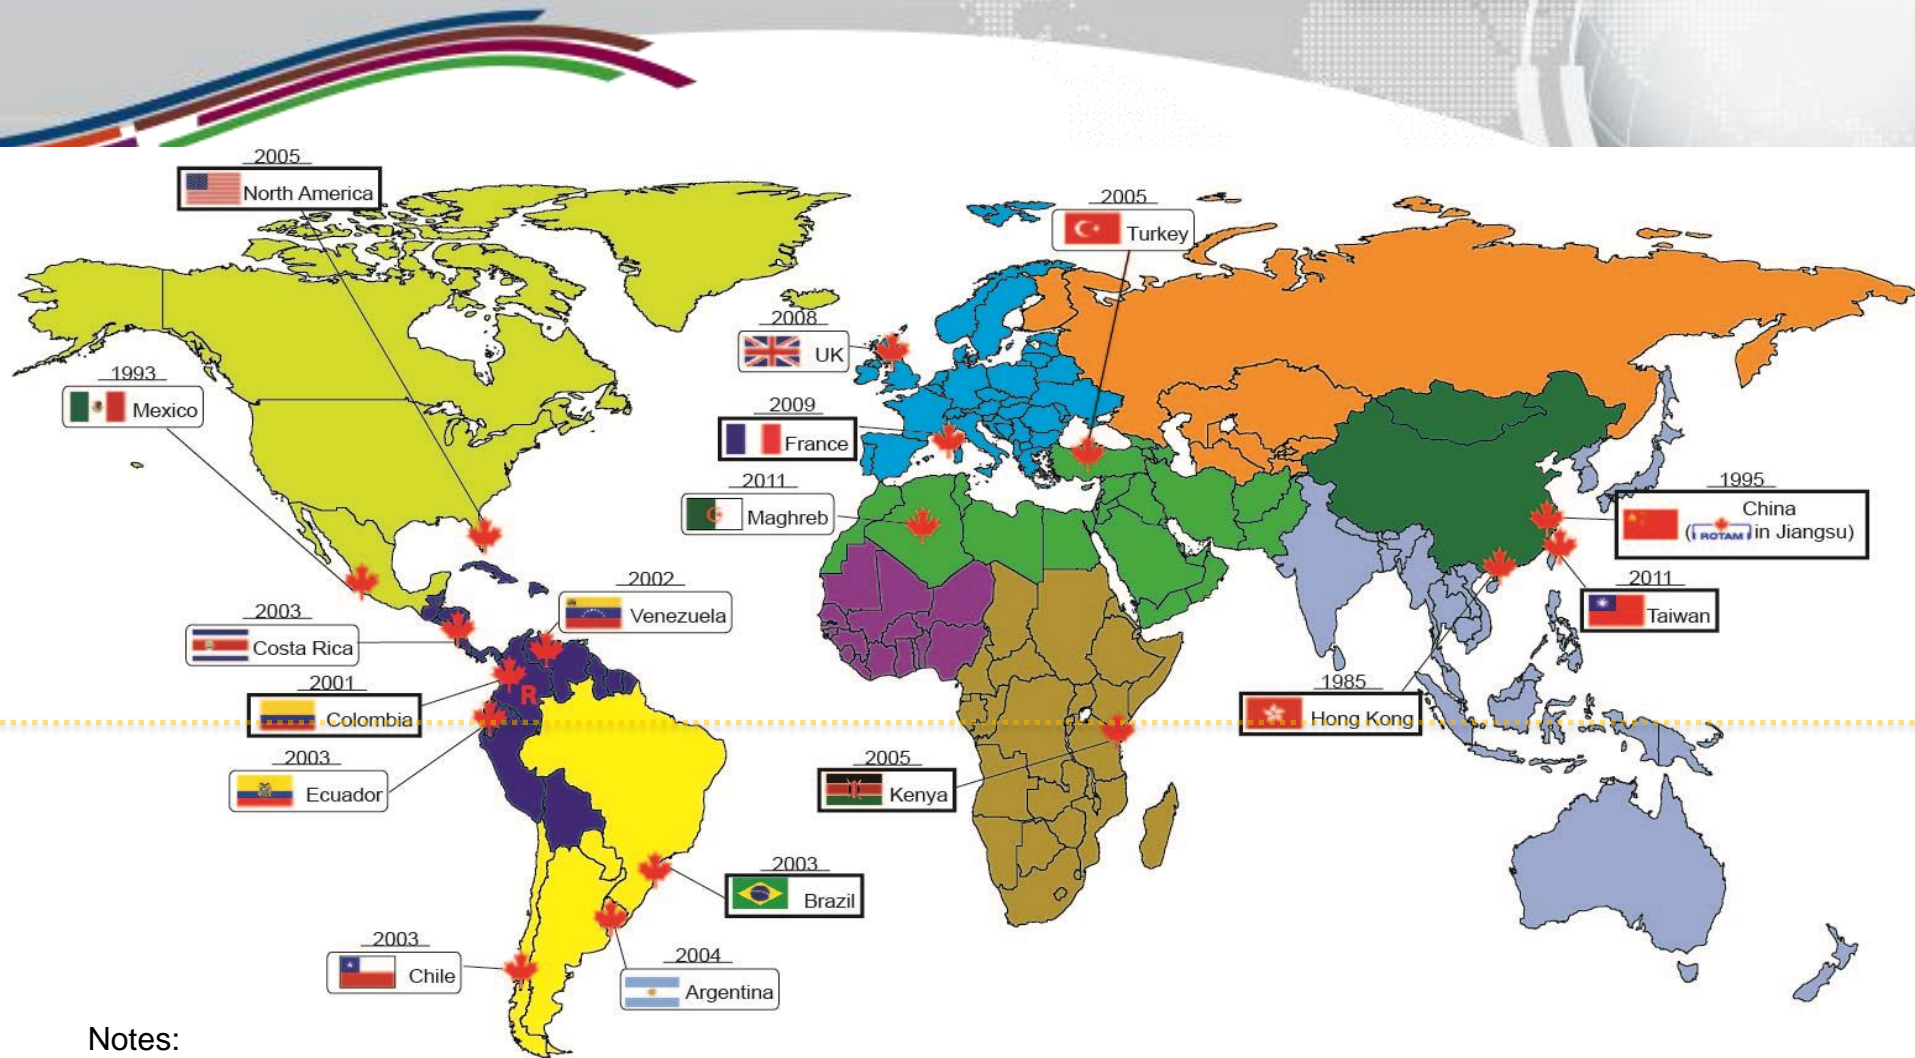 2005
North America
2005
Turkey
2008
UK
1993
Mexico
2009
France
2011
Maghreb
1995
China
(ROTAM in Jiangsu)
2002
Venezuela
2011
Taiwan
2003
Costa Rica
2001
Colombia
R
1985
Hong Kong
2003
Ecuador
2005
Kenya
2003
Brazil
2003
Chile
2004
Argentina
Notes: